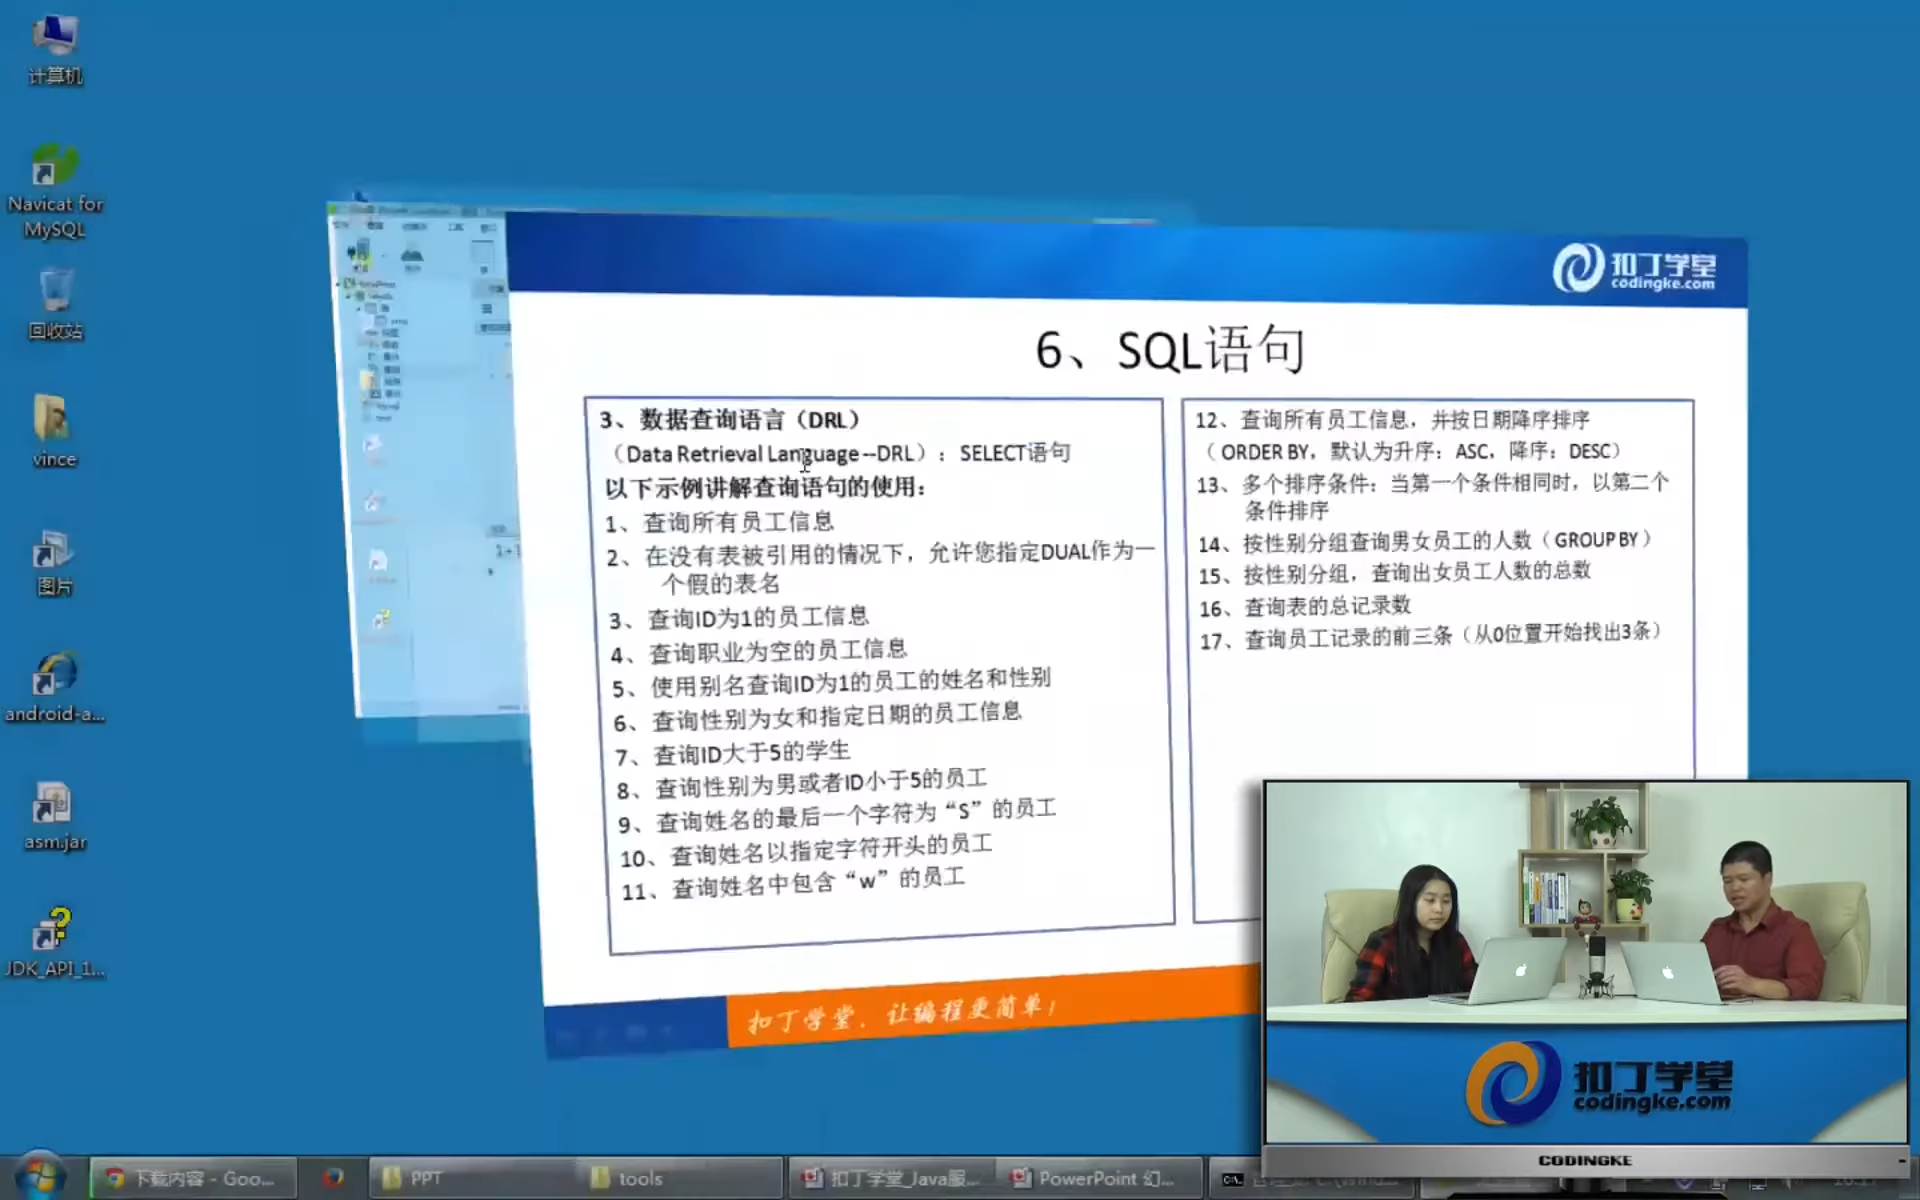 计算机
Navicat for
MySQL
回收站
vince
图片
android-a...
asm.jar
JDK_API_1...
扣丁学堂
codingke.com
6、SQL语句
3、数据查询语言（DRL）
（Data Retrieval Language --DRL）：SELECT语句
以下示例讲解查询语句的使用：
1、查询所有员工信息
2、在没有表被引用的情况下，允许您指定DUAL作为一
个假的表名
3、查询ID为1的员工信息
4、查询职业为空的员工信息
5、使用别名查询ID为1的员工的姓名和性别
6、查询性别为女和指定日期的员工信息
7、查询ID大于5的学生
8、查询性别为男或者ID小于5的员工
9、查询姓名的最后一个字符为“S”的员工
10、查询姓名以指定字符开头的员工
11、查询姓名中包含“w”的员工
12、查询所有员工信息，并按日期降序排序
（ORDER BY，默认为升序：ASC，降序：DESC）
13、多个排序条件：当第一个条件相同时，以第二个
条件排序
14、按性别分组查询男女员工的人数（GROUP BY）
15、按性别分组，查询出女员工人数的总数
16、查询表的总记录数
17、查询员工记录的前三条（从0位置开始找出3条）
扣丁学堂，让编程更简单！
扣丁学堂
codingke.com
CODINGKE
下载内容 - Goo...
PPT
tools
扣丁学堂_Java服...
PowerPoint 幻...